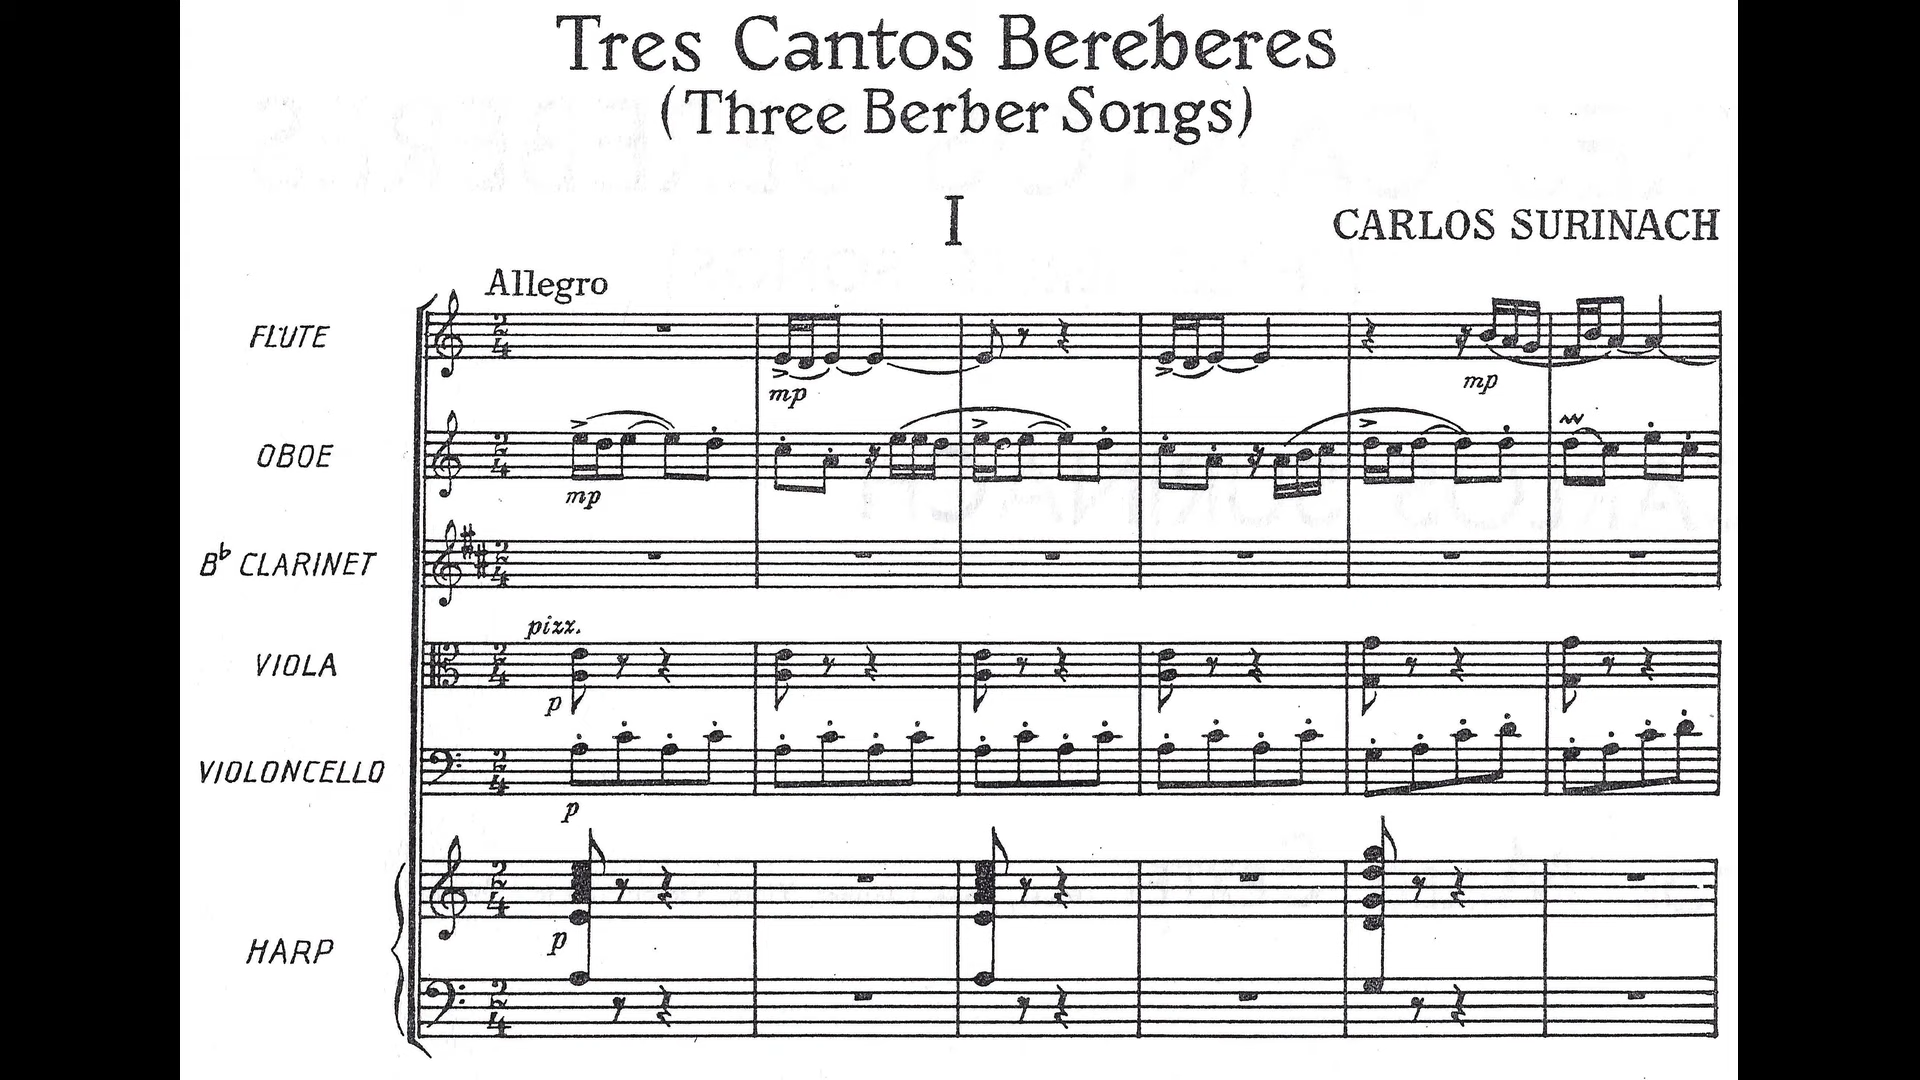 Tres Cantos Bereberes
(Three Berber Songs)
I
CARLOS SURINACH
Allegro
FLUTE
mp
mp
OBOE
mp
B♭ CLARINET
pizz.
VIOLA
p
VIOLONCELLO
p
p
HARP